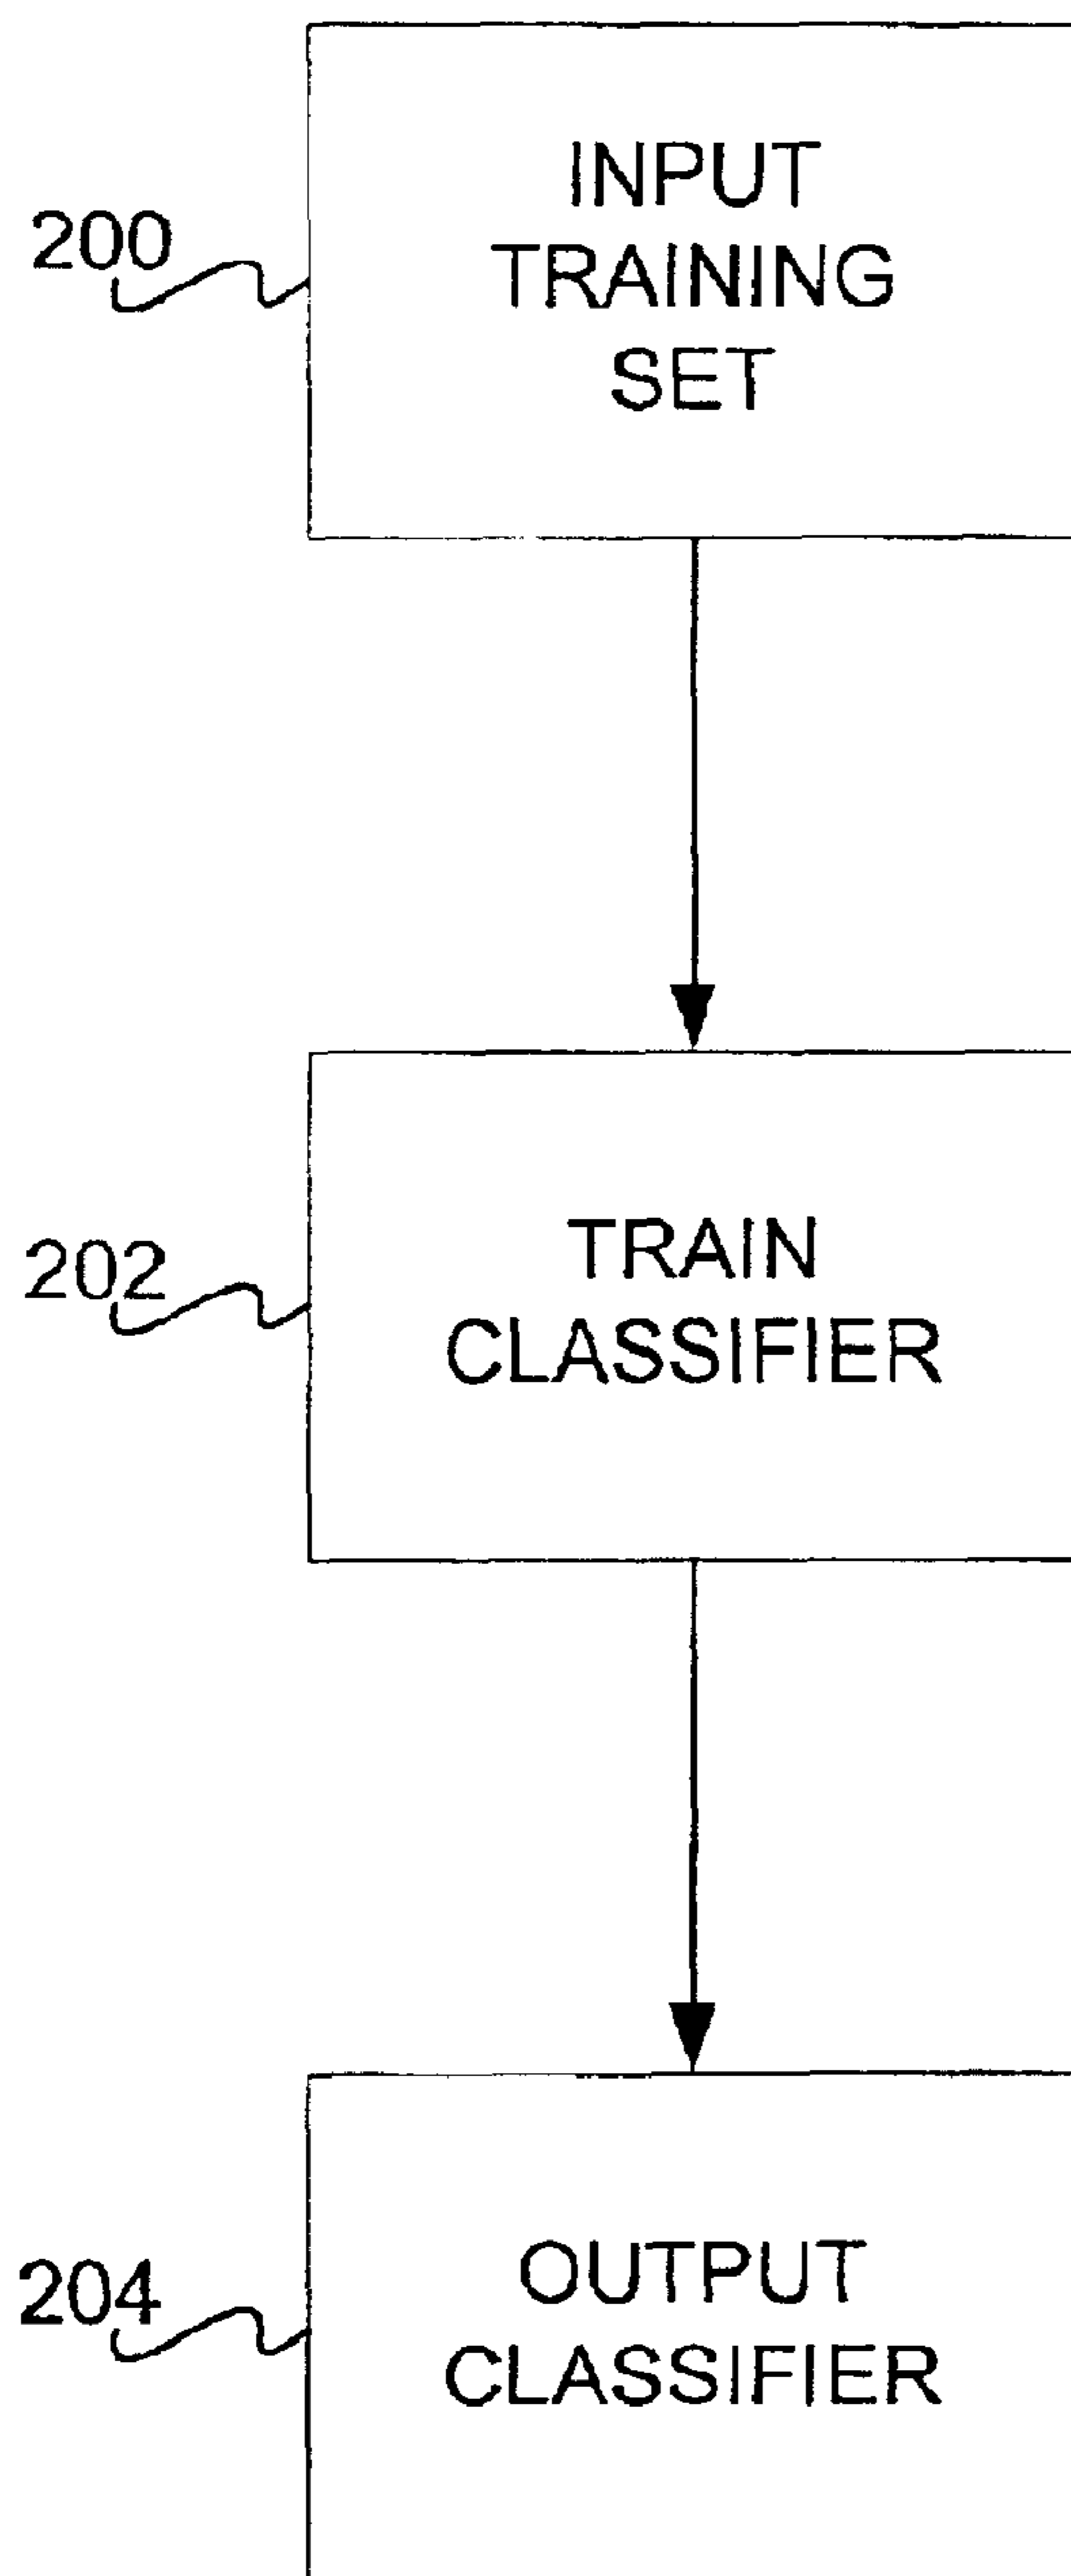 200
INPUT
TRAINING
SET
202
TRAIN
CLASSIFIER
204
OUTPUT
CLASSIFIER